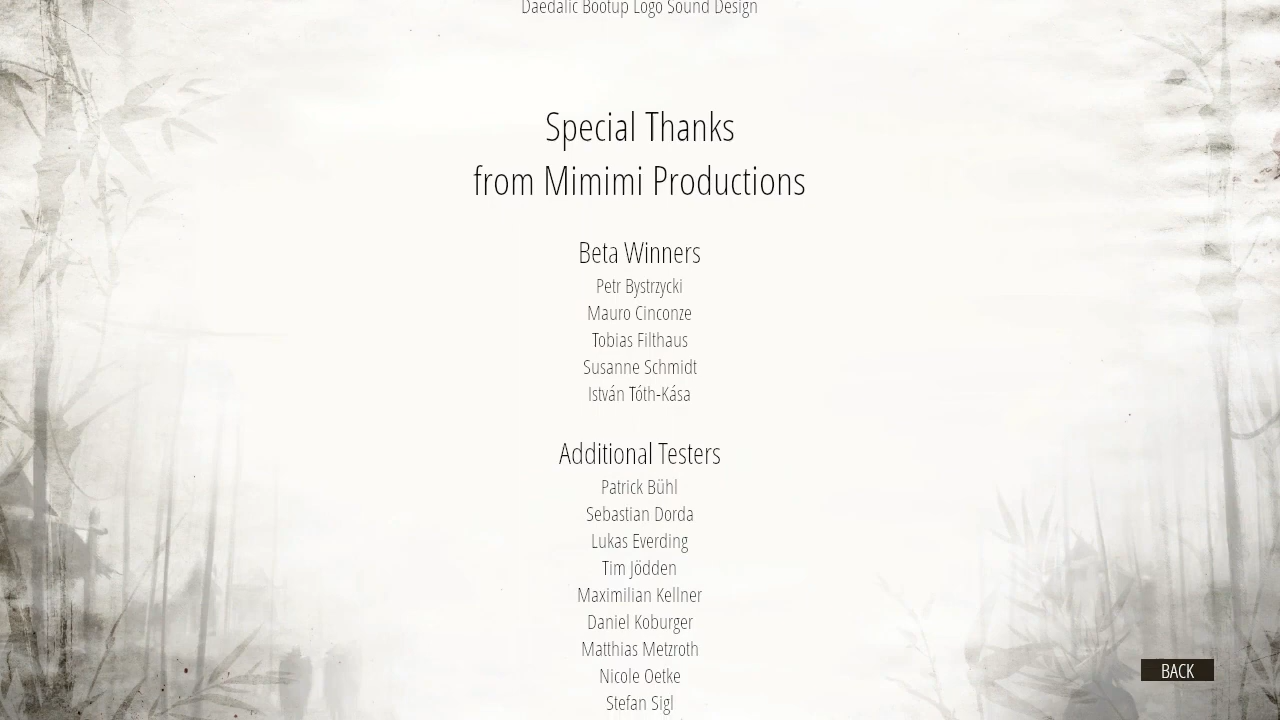 Daedalic Bootup Logo Sound Design
Special Thanks
from Mimimi Productions
Beta Winners
Petr Bystrzycki
Mauro Cinconze
Tobias Filthaus
Susanne Schmidt
István Tóth-Kása
Additional Testers
Patrick Bühl
Sebastian Dorda
Lukas Everding
Tim Jödden
Maximilian Kellner
Daniel Koburger
Matthias Metzroth
Nicole Oetke
Stefan Sigl
BACK